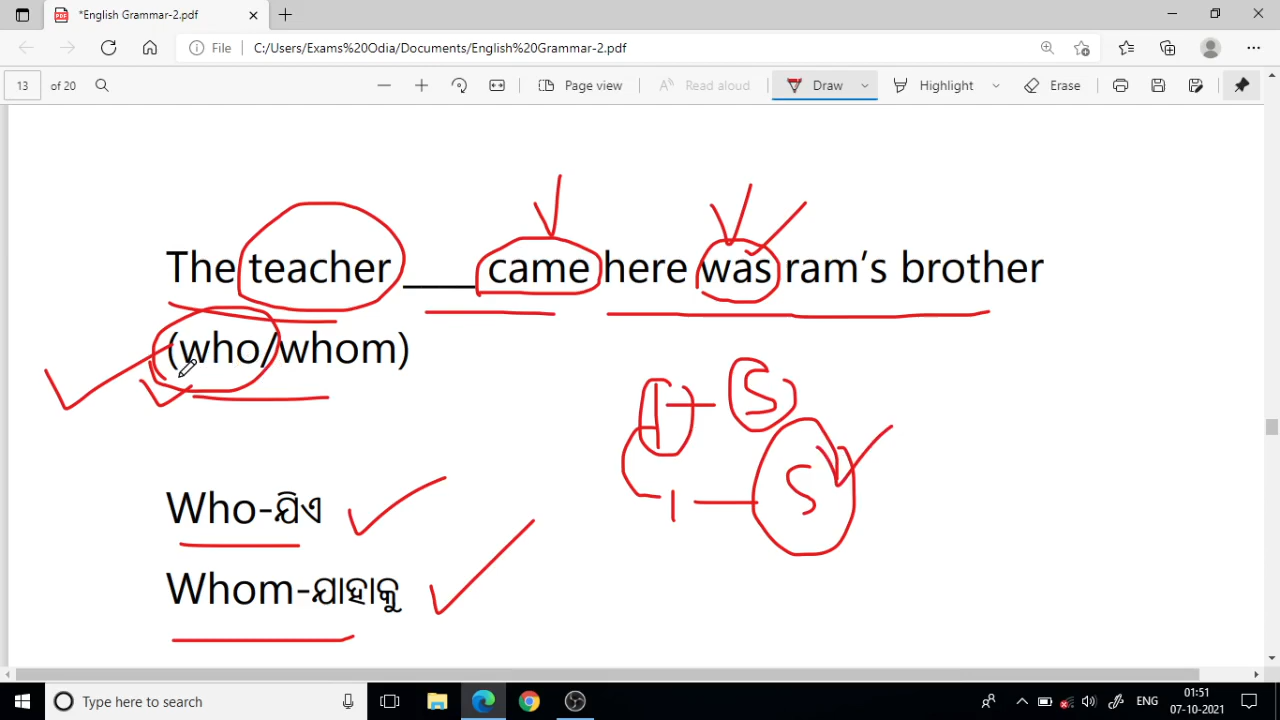 *English Grammar-2.pdf
File C:/Users/Exams%20Odia/Documents/English%20Grammar-2.pdf
13 of 20 Page view Read aloud Draw Highlight Erase
The teacher ____ came here was ram's brother
(who/whom)
1 S
1 S
Who-ଯିଏ
Whom-ଯାହାକୁ
Type here to search
ENG
01:51
07-10-2021